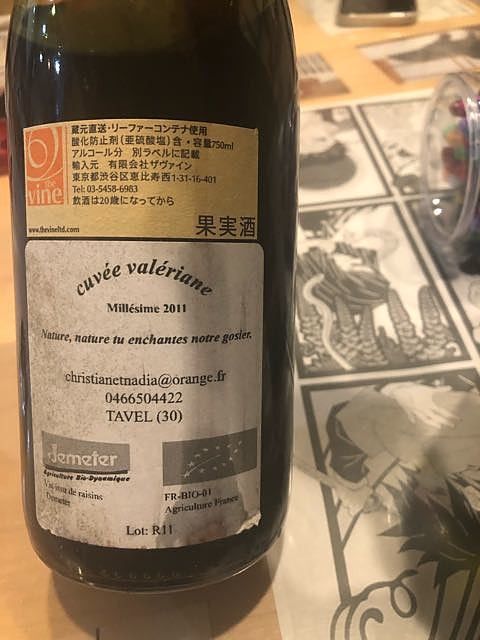 the
vine
www.thevineltd.com
蔵元直送・リーファーコンテナ使用
酸化防止剤(亜硫酸塩)含・容量750ml
アルコール分 別ラベルに記載
輸入元 有限会社ザヴァイン
東京都渋谷区恵比寿西1-31-16-401
Tel: 03-5458-6983
飲酒は20歳になってから
果実酒
cuvée valériane
Millésime 2011
Nature, nature tu enchantes notre gosier.
christianetnadia@orange.fr
0466504422
TAVEL (30)
demeter
Agriculture Bio-Dynamique
Vin issu de raisins
Demeter
FR-BIO-01
Agriculture France
Lot: R11